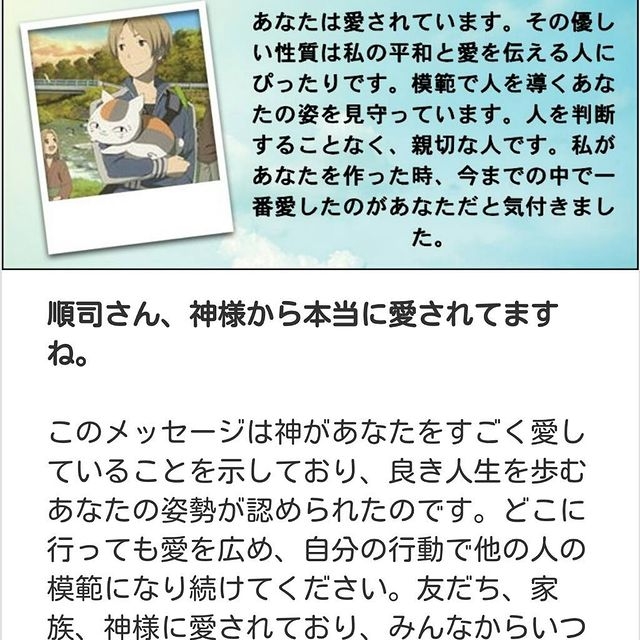 あなたは愛されています。その優し
い性質は私の平和と愛を伝える人に
ぴったりです。模範で人を導くあな
たの姿を見守っています。人を判断
することなく、親切な人です。私が
あなたを作った時、今までの中で一
番愛したのがあなただと気付きまし
た。
順司さん、神様から本当に愛されてます
ね。
このメッセージは神があなたをすごく愛し
ていることを示しており、良き人生を歩む
あなたの姿勢が認められたのです。どこに
行っても愛を広め、自分の行動で他の人の
模範になり続けてください。友だち、家
族、神様に愛されており、みんなからいつ